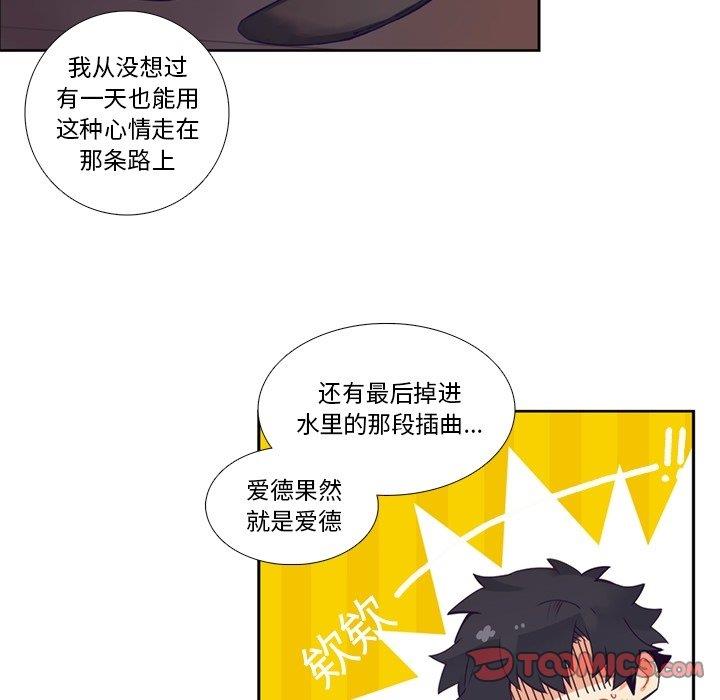 我从没想过
有一天也能用
这种心情走在
那条路上
还有最后掉进
水里的那段插曲...
爱德果然
就是爱德
!!
欸欸
TOOMICS.COM